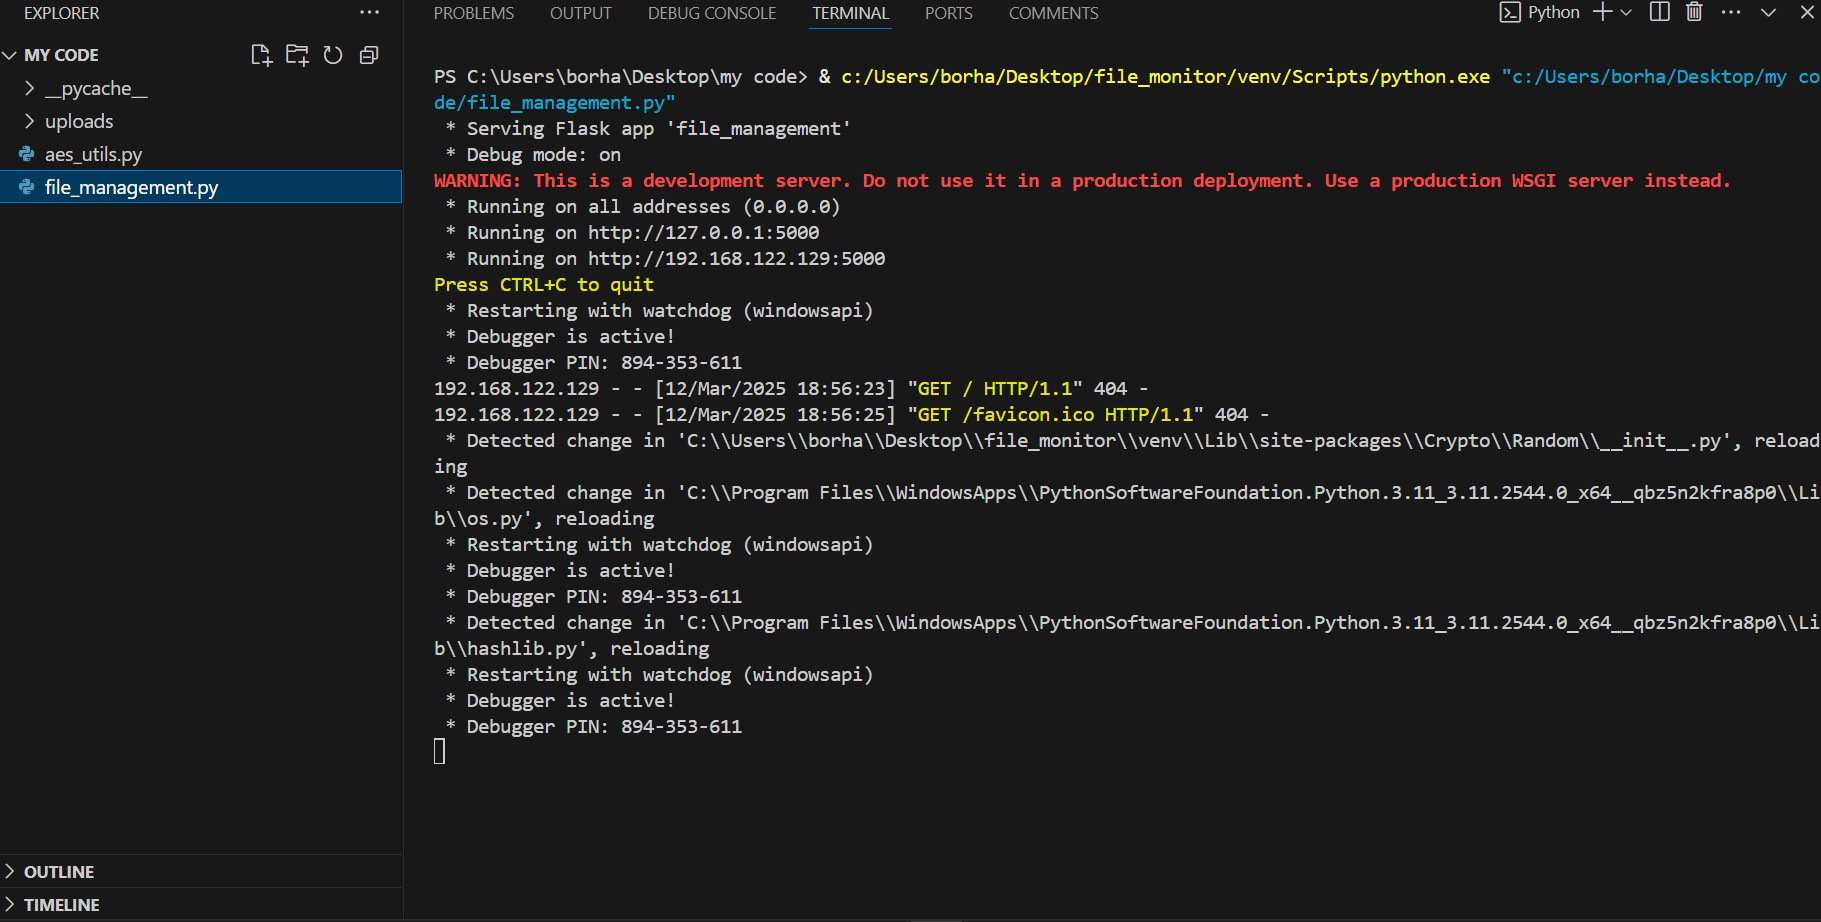 EXPLORER
MY CODE
__pycache__
uploads
aes_utils.py
file_management.py
OUTLINE
TIMELINE
PROBLEMS OUTPUT DEBUG CONSOLE TERMINAL PORTS COMMENTS
Python
PS C:\Users\borha\Desktop\my code> & c:/Users/borha/Desktop/file_monitor/venv/Scripts/python.exe "c:/Users/borha/Desktop/my co
de/file_management.py"
* Serving Flask app 'file_management'
* Debug mode: on
WARNING: This is a development server. Do not use it in a production deployment. Use a production WSGI server instead.
* Running on all addresses (0.0.0.0)
* Running on http://127.0.0.1:5000
* Running on http://192.168.122.129:5000
Press CTRL+C to quit
* Restarting with watchdog (windowsapi)
* Debugger is active!
* Debugger PIN: 894-353-611
192.168.122.129 - - [12/Mar/2025 18:56:23] "GET / HTTP/1.1" 404 -
192.168.122.129 - - [12/Mar/2025 18:56:25] "GET /favicon.ico HTTP/1.1" 404 -
* Detected change in 'C:\\Users\\borha\\Desktop\\file_monitor\\venv\\Lib\\site-packages\\Crypto\\Random\\__init__.py', reload
ing
* Detected change in 'C:\\Program Files\\WindowsApps\\PythonSoftwareFoundation.Python.3.11_3.11.2544.0_x64__qbz5n2kfra8p0\\Li
b\\os.py', reloading
* Restarting with watchdog (windowsapi)
* Debugger is active!
* Debugger PIN: 894-353-611
* Detected change in 'C:\\Program Files\\WindowsApps\\PythonSoftwareFoundation.Python.3.11_3.11.2544.0_x64__qbz5n2kfra8p0\\Li
b\\hashlib.py', reloading
* Restarting with watchdog (windowsapi)
* Debugger is active!
* Debugger PIN: 894-353-611